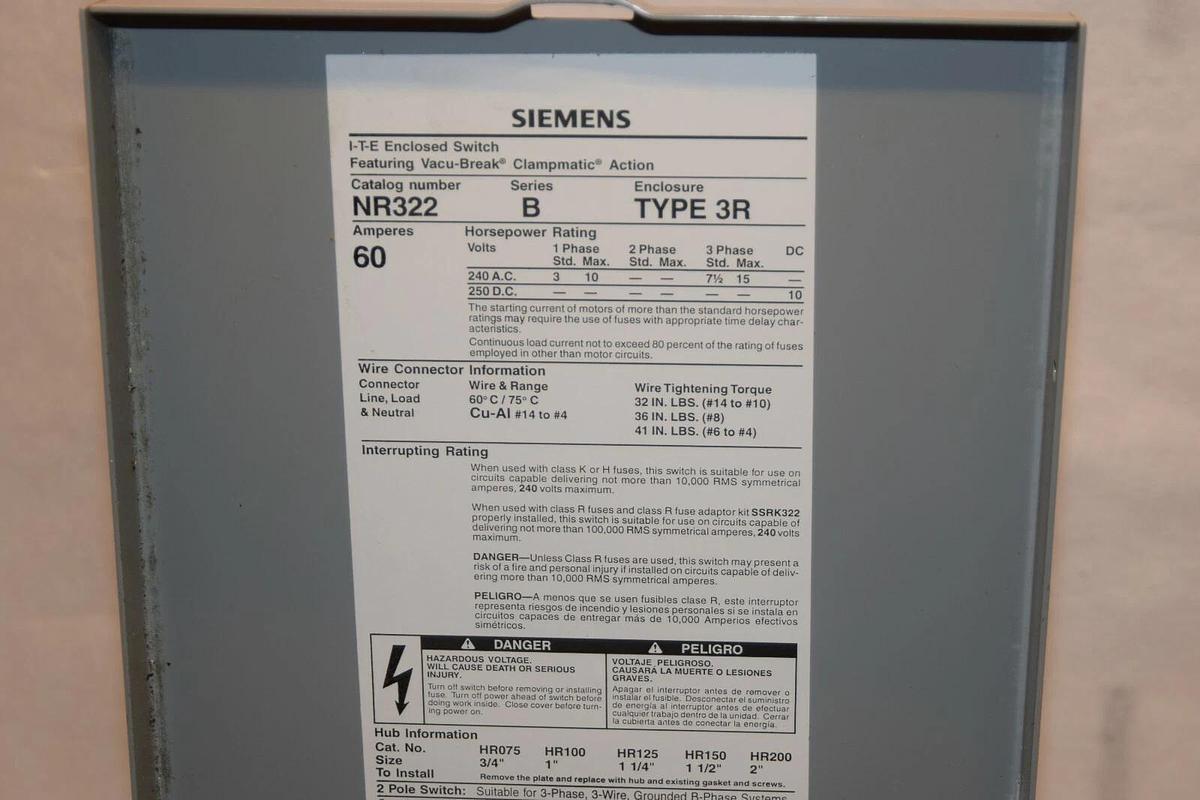 SIEMENS
I-T-E Enclosed Switch
Featuring Vacu-Break® Clampmatic® Action
Catalog number Series Enclosure
NR322 B TYPE 3R
Amperes Horsepower Rating
60
Volts 1 Phase 2 Phase 3 Phase DC
Std. Max. Std. Max. Std. Max.
240 A.C. 3 10 — — 7½ 15 —
250 D.C. — — — — — — 10
The starting current of motors of more than the standard horsepower
ratings may require the use of fuses with appropriate time delay char-
acteristics.
Continuous load current not to exceed 80 percent of the rating of fuses
employed in other than motor circuits.
Wire Connector Information
Connector Wire & Range Wire Tightening Torque
Line, Load 60° C / 75° C 32 IN. LBS. (#14 to #10)
& Neutral Cu-Al #14 to #4 36 IN. LBS. (#8)
41 IN. LBS. (#6 to #4)
Interrupting Rating
When used with class K or H fuses, this switch is suitable for use on
circuits capable delivering not more than 10,000 RMS symmetrical
amperes, 240 volts maximum.
When used with class R fuses and class R fuse adaptor kit SSRK322
properly installed, this switch is suitable for use on circuits capable of
delivering not more than 100,000 RMS symmetrical amperes, 240 volts
maximum.
DANGER—Unless Class R fuses are used, this switch may present a
risk of a fire and personal injury if installed on circuits capable of deliv-
ering more than 10,000 RMS symmetrical amperes.
PELIGRO—A menos que se usen fusibles clase R, este interruptor
representa riesgos de incendio y lesiones personales si se instala en
circuitos capaces de entregar más de 10,000 Amperios efectivos
simétricos.
DANGER
HAZARDOUS VOLTAGE.
WILL CAUSE DEATH OR SERIOUS
INJURY.
Turn off switch before removing or installing
fuse. Turn off power ahead of switch before
doing work inside. Close cover before turn-
ing power on.
PELIGRO
VOLTAJE PELIGROSO.
CAUSARÁ LA MUERTE O LESIONES
GRAVES.
Apagar el interruptor antes de remover o
instalar el fusible. Desconectar el suministro
de energía al interruptor antes de efectuar
cualquier trabajo dentro de la unidad. Cerrar
la cubierta antes de conectar la energía.
Hub Information
Cat. No. HR075 HR100 HR125 HR150 HR200
Size 3/4" 1" 1 1/4" 1 1/2" 2"
To Install Remove the plate and replace with hub and existing gasket and screws.
2 Pole Switch: Suitable for 3-Phase, 3-Wire, Grounded B-Phase Systems